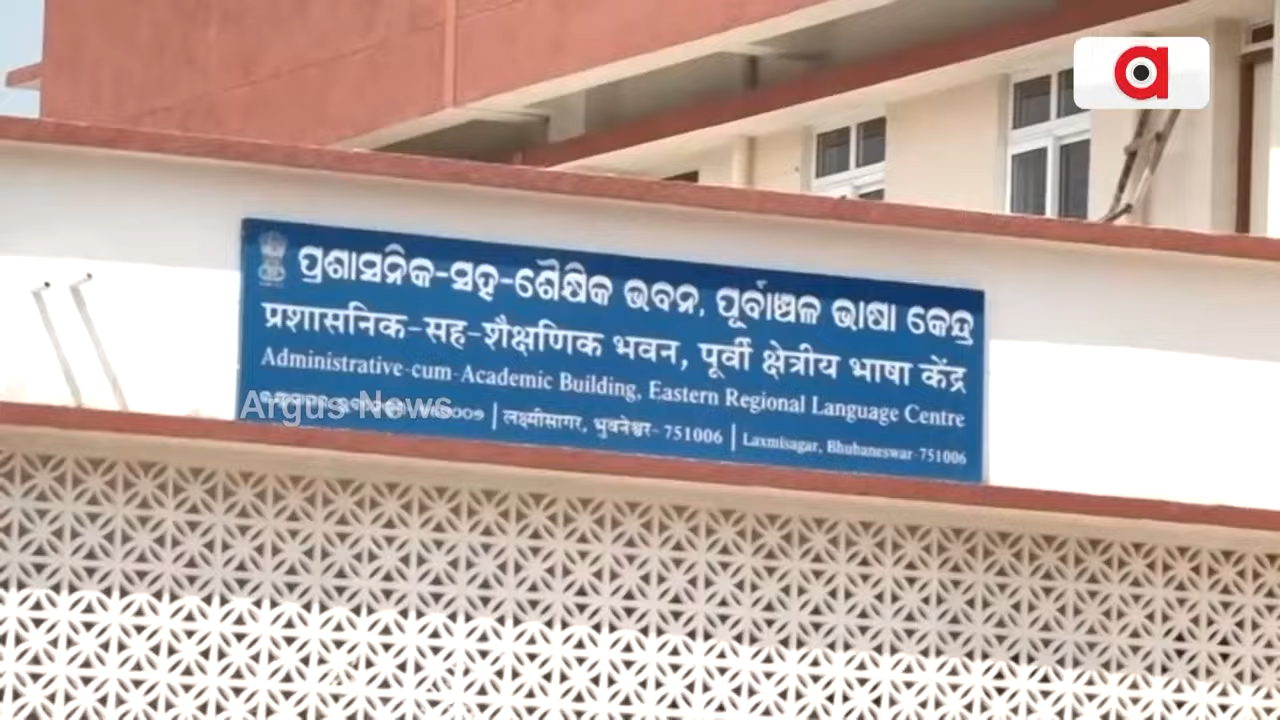 ପ୍ରଶାସନିକ-ସହ-ଶୈକ୍ଷିକ ଭବନ, ପୂର୍ବାଞ୍ଚଳ ଭାଷା କେନ୍ଦ୍ର
प्रशासनिक-सह-शैक्षणिक भवन, पूर्वी क्षेत्रीय भाषा केंद्र
Administrative-cum-Academic Building, Eastern Regional Language Centre
Argus News
| लक्ष्मीसागर, भुवनेश्वर- 751006 | Laxmisagar, Bhubaneswar-751006